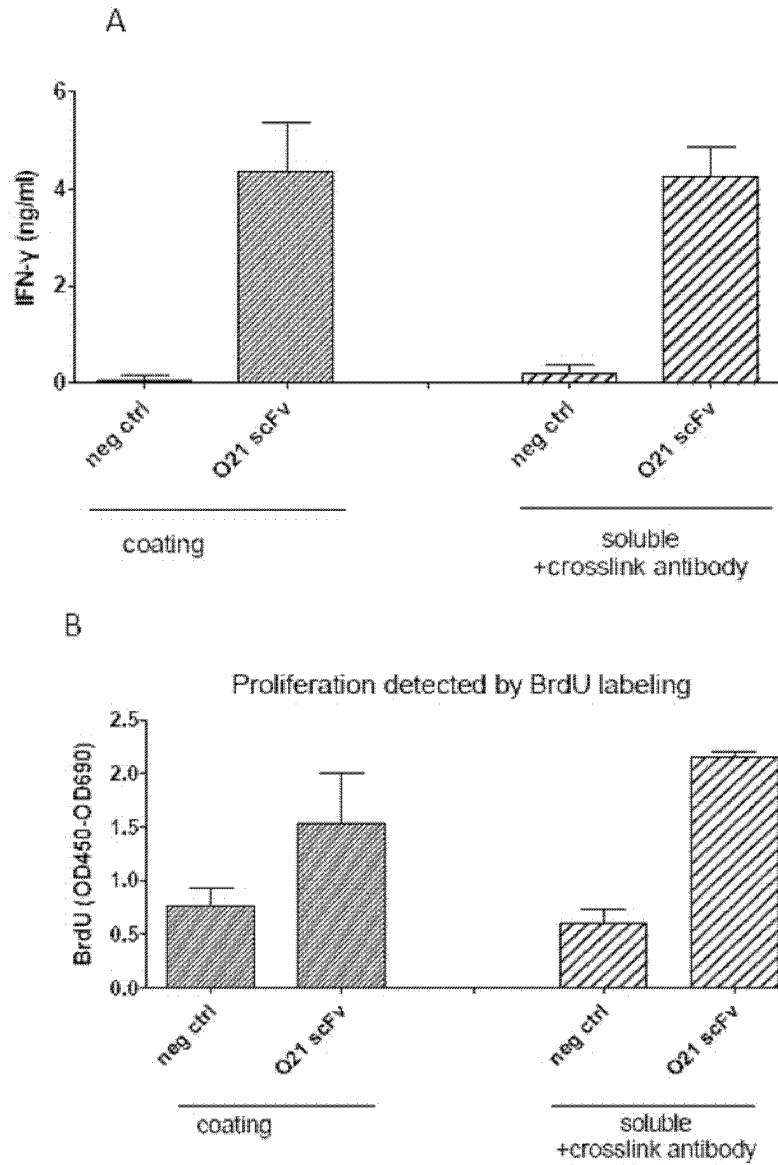 A
6
4
2
0
IFN-γ (ng/ml)
neg ctrl
O21 scFv
neg ctrl
O21 scFv
coating
soluble
+crosslink antibody
B
Proliferation detected by BrdU labeling
2.5
2.0
1.5
1.0
0.5
0.0
BrdU (OD450-OD690)
neg ctrl
O21 scFv
neg ctrl
O21 scFv
coating
soluble
+crosslink antibody